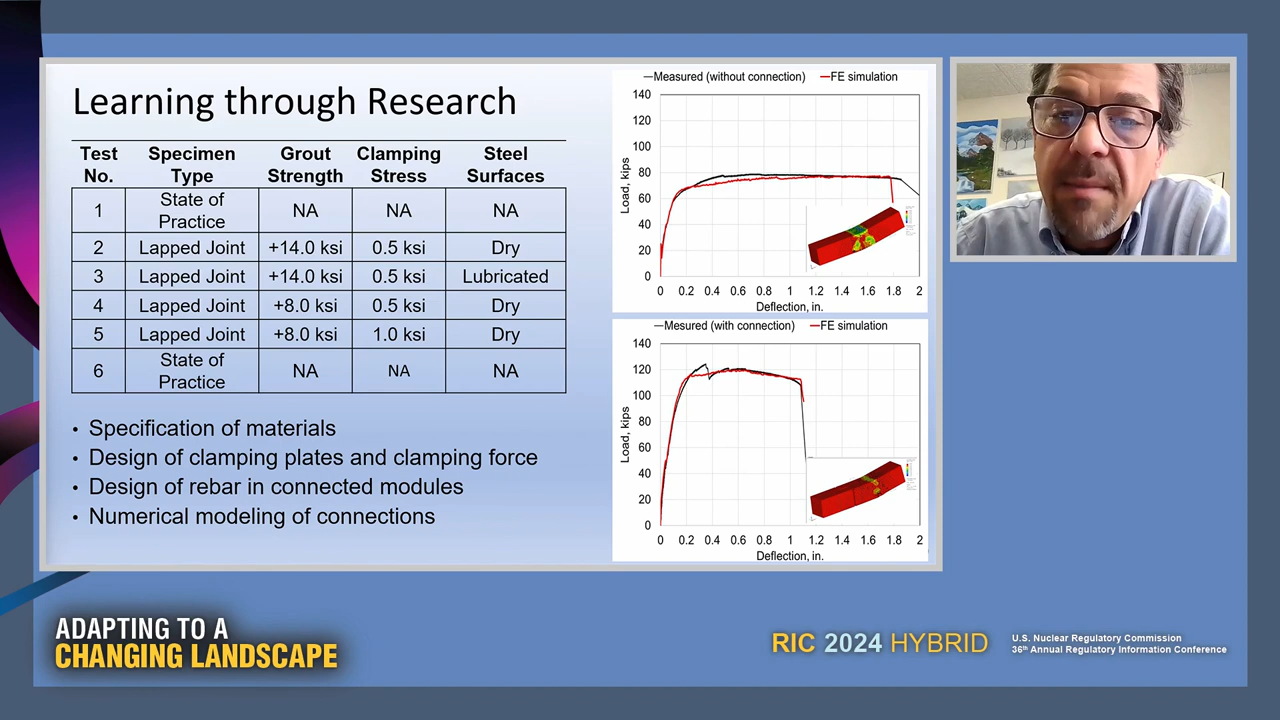 Learning through Research
Test No. Specimen Type Grout Strength Clamping Stress Steel Surfaces
1 State of Practice NA NA NA
2 Lapped Joint +14.0 ksi 0.5 ksi Dry
3 Lapped Joint +14.0 ksi 0.5 ksi Lubricated
4 Lapped Joint +8.0 ksi 0.5 ksi Dry
5 Lapped Joint +8.0 ksi 1.0 ksi Dry
6 State of Practice NA NA NA
• Specification of materials
• Design of clamping plates and clamping force
• Design of rebar in connected modules
• Numerical modeling of connections
Measured (without connection) FE simulation
140
120
100
80
60
40
20
0
Load, kips
0 0.2 0.4 0.6 0.8 1 1.2 1.4 1.6 1.8 2
Deflection, in.
Mesured (with connection) FE simulation
140
120
100
80
60
40
20
0
Load, kips
0 0.2 0.4 0.6 0.8 1 1.2 1.4 1.6 1.8 2
Deflection, in.
ADAPTING TO A
CHANGING LANDSCAPE
RIC 2024 HYBRID
U.S. Nuclear Regulatory Commission
36th Annual Regulatory Information Conference